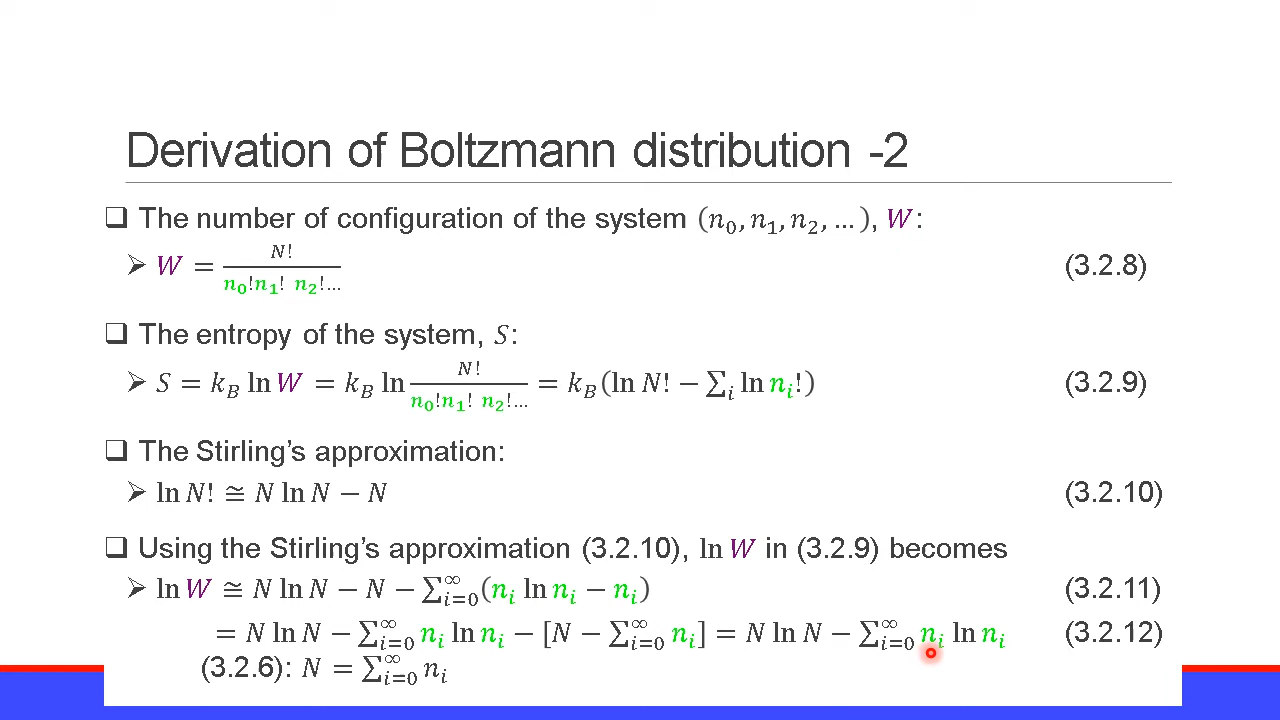 Derivation of Boltzmann distribution -2
❑ The number of configuration of the system (n₀, n₁, n₂, … ), W:
➢ W = N! / n₀!n₁! n₂!… (3.2.8)
❑ The entropy of the system, S:
➢ S = k_B ln W = k_B ln N! / n₀!n₁! n₂!… = k_B(ln N! − ∑ᵢ ln nᵢ!) (3.2.9)
❑ The Stirling’s approximation:
➢ ln N! ≅ N ln N − N (3.2.10)
❑ Using the Stirling’s approximation (3.2.10), ln W in (3.2.9) becomes
➢ ln W ≅ N ln N − N − ∑_{i=0}^{∞}(nᵢ ln nᵢ − nᵢ) (3.2.11)
= N ln N − ∑_{i=0}^{∞} nᵢ ln nᵢ − [N − ∑_{i=0}^{∞} nᵢ] = N ln N − ∑_{i=0}^{∞} nᵢ ln nᵢ (3.2.12)
(3.2.6): N = ∑_{i=0}^{∞} nᵢ